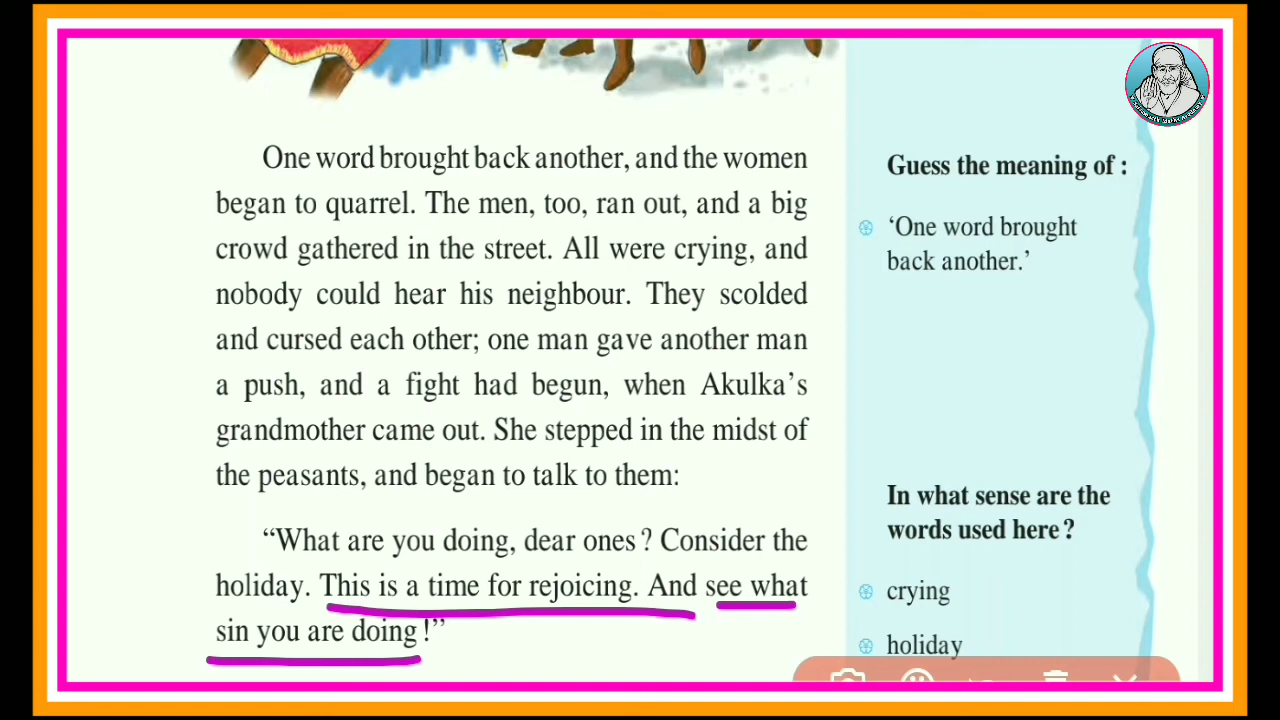 One word brought back another, and the women
began to quarrel. The men, too, ran out, and a big
crowd gathered in the street. All were crying, and
nobody could hear his neighbour. They scolded
and cursed each other; one man gave another man
a push, and a fight had begun, when Akulka's
grandmother came out. She stepped in the midst of
the peasants, and began to talk to them:
“What are you doing, dear ones? Consider the
holiday. This is a time for rejoicing. And see what
sin you are doing!”
Guess the meaning of :
‘One word brought
back another.’
In what sense are the
words used here?
crying
holiday